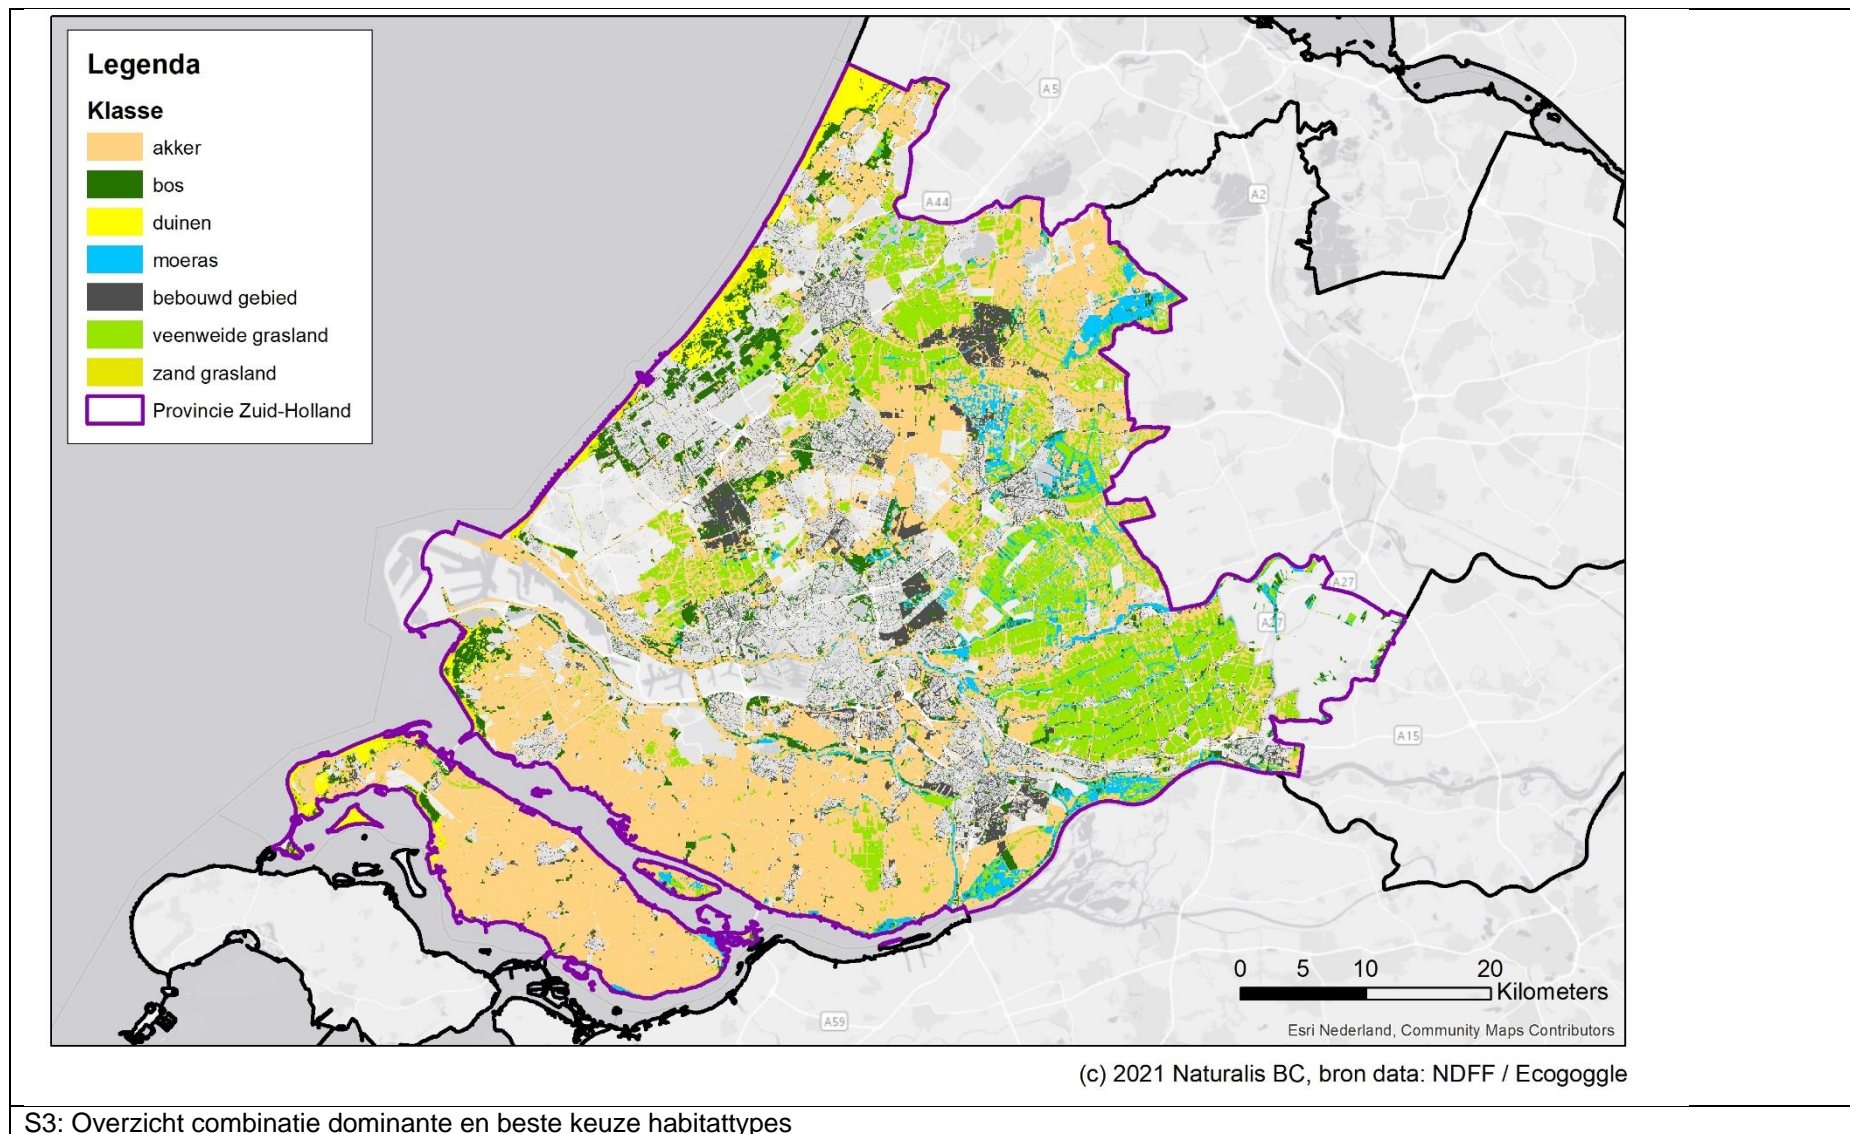 Legenda
Klasse
akker
bos
duinen
moeras
bebouwd gebied
veenweide grasland
zand grasland
Provincie Zuid-Holland
A5
A44
A2
A27
A27
A15
A59
0 5 10 20
Kilometers
Esri Nederland, Community Maps Contributors
(c) 2021 Naturalis BC, bron data: NDFF / Ecogoggle
S3: Overzicht combinatie dominante en beste keuze habitattypes